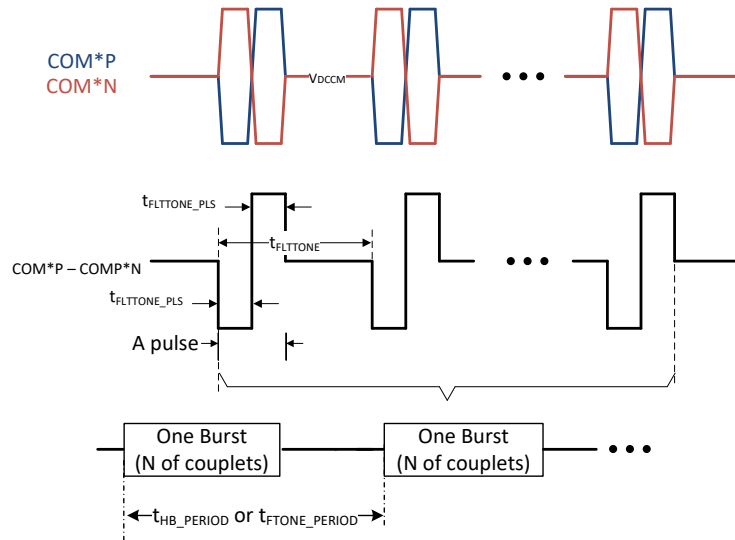 COM*P
COM*N
VDCCM
tFLTTONE_PLS
tFLTTONE
COM*P – COMP*N
tFLTTONE_PLS
A pulse
One Burst
(N of couplets)
One Burst
(N of couplets)
tHB_PERIOD or tFTONE_PERIOD